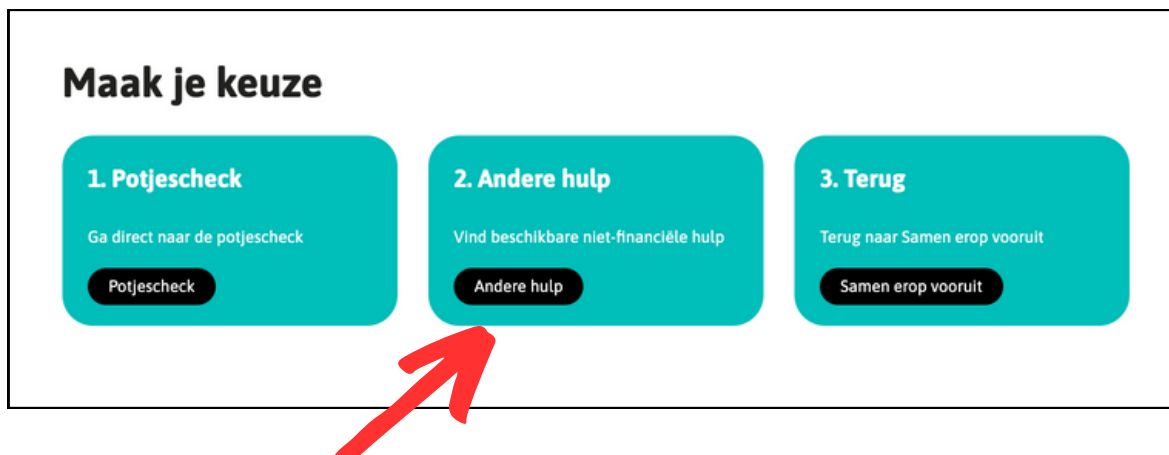 Maak je keuze
1. Potjescheck
Ga direct naar de potjescheck
Potjescheck
2. Andere hulp
Vind beschikbare niet-financiële hulp
Andere hulp
3. Terug
Terug naar Samen erop vooruit
Samen erop vooruit